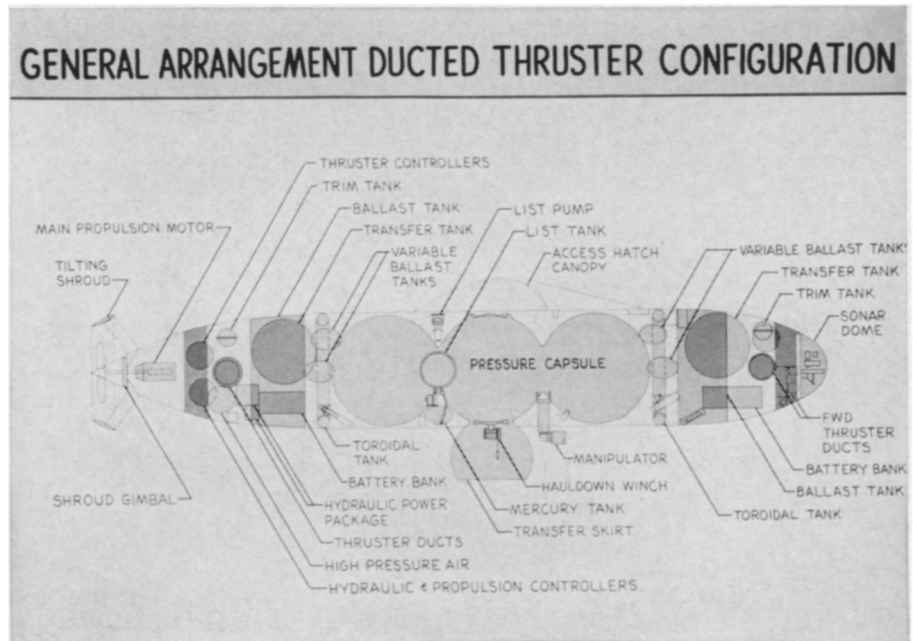 GENERAL ARRANGEMENT DUCTED THRUSTER CONFIGURATION
THRUSTER CONTROLLERS
TRIM TANK
BALLAST TANK
TRANSFER TANK
VARIABLE
BALLAST
TANKS
MAIN PROPULSION MOTOR
TILTING
SHROUD
LIST PUMP
LIST TANK
ACCESS HATCH
CANOPY
VARIABLE BALLAST TANKS
TRANSFER TANK
TRIM TANK
SONAR
DOME
PRESSURE CAPSULE
SHROUD GIMBAL
TOROIDAL
TANK
BATTERY BANK
HYDRAULIC POWER
PACKAGE
THRUSTER DUCTS
HIGH PRESSURE AIR
HYDRAULIC & PROPULSION CONTROLLERS
MANIPULATOR
HAULDOWN WINCH
MERCURY TANK
TRANSFER SKIRT
FWD
THRUSTER
DUCTS
BATTERY BANK
BALLAST TANK
TOROIDAL TANK